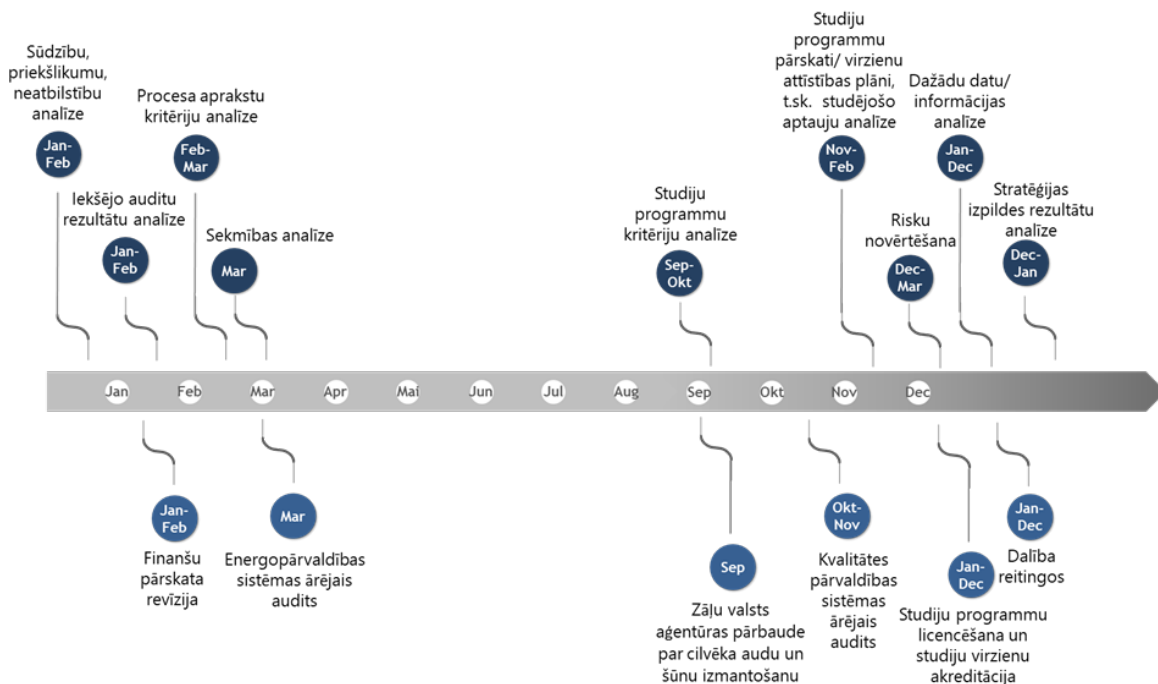 Sūdzību,
priekšlikumu,
neatbilstību
analīze
Jan-
Feb
Iekšējo auditu
rezultātu analīze
Jan-
Feb
Procesa aprakstu
kritēriju analīze
Feb-
Mar
Sekmības analīze
Mar
Studiju
programmu
kritēriju analīze
Sep-
Okt
Studiju
programmu
pārskati/ virzienu
attīstības plāni,
t.sk. studējošo
aptauju analīze
Nov-
Feb
Risku
novērtēšana
Dec-
Mar
Dažādu datu/
informācijas
analīze
Jan-
Dec
Stratēģijas
izpildes rezultātu
analīze
Dec-
Jan
Jan Feb Mar Apr Mai Jun Jul Aug Sep Okt Nov Dec
Jan-
Feb
Finanšu
pārskata
revīzija
Mar
Energopārvaldības
sistēmas ārējais
audits
Sep
Zāļu valsts
aģentūras pārbaude
par cilvēka audu un
šūnu izmantošanu
Okt-
Nov
Kvalitātes
pārvaldības
sistēmas
ārējais
audits
Jan-
Dec
Studiju programmu
licencēšana un
studiju virzienu
akreditācija
Jan-
Dec
Dalība
reitingos